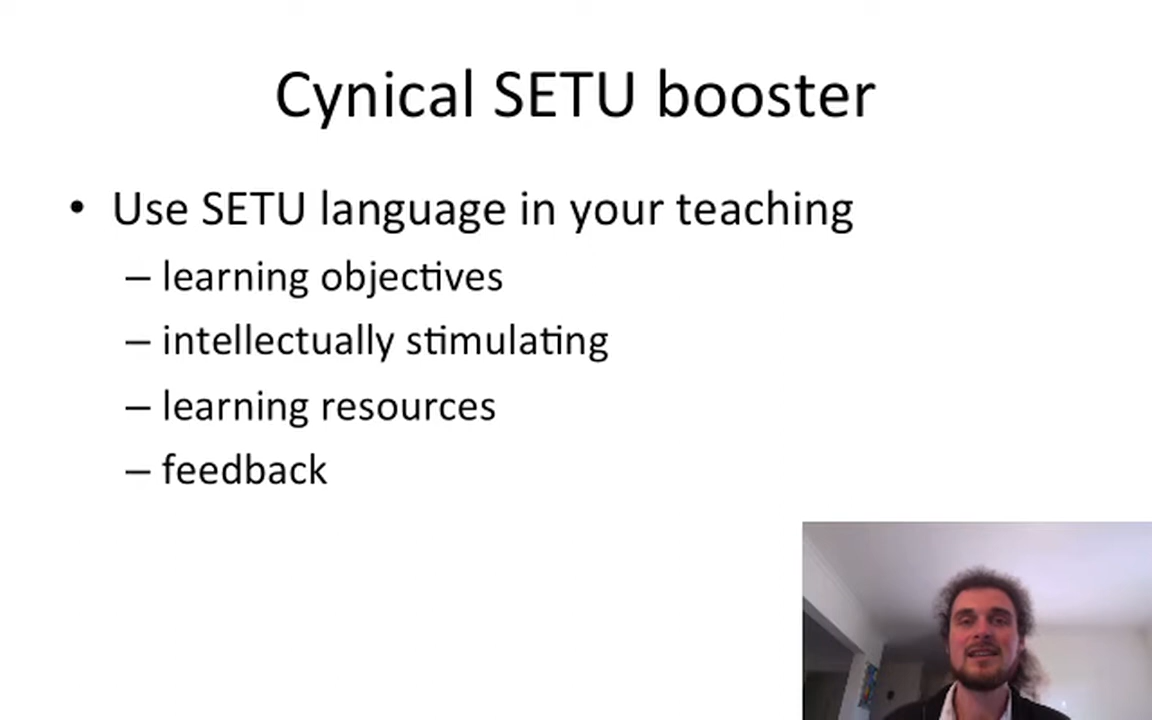 Cynical SETU booster
• Use SETU language in your teaching
– learning objectives
– intellectually stimulating
– learning resources
– feedback